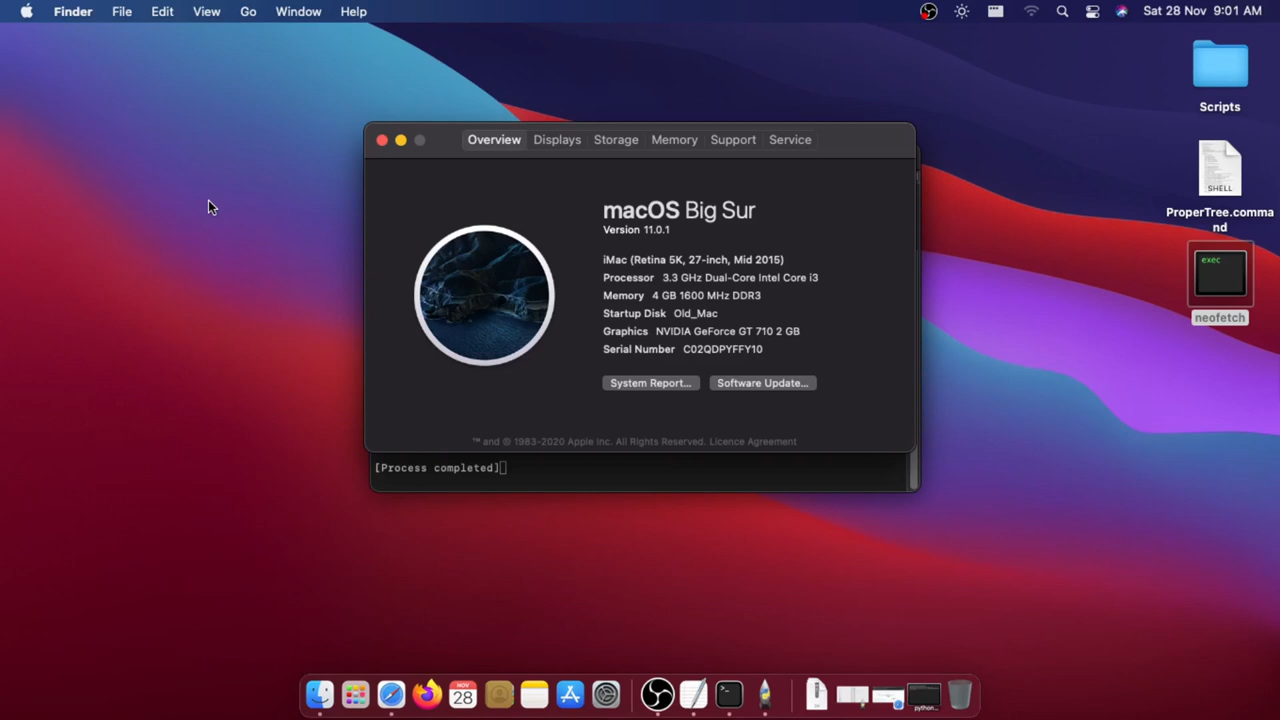 Finder File Edit View Go Window Help
Sat 28 Nov 9:01 AM
Scripts
SHELL
ProperTree.comma
nd
exec
neofetch
Overview Displays Storage Memory Support Service
macOS Big Sur
Version 11.0.1
iMac (Retina 5K, 27-inch, Mid 2015)
Processor 3.3 GHz Dual-Core Intel Core i3
Memory 4 GB 1600 MHz DDR3
Startup Disk Old_Mac
Graphics NVIDIA GeForce GT 710 2 GB
Serial Number C02QDPYFFY10
System Report... Software Update...
™ and © 1983-2020 Apple Inc. All Rights Reserved. Licence Agreement
[Process completed]
NOV
28
python...